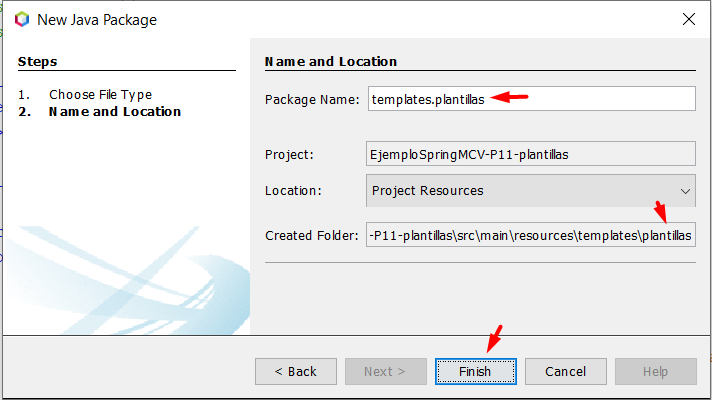 New Java Package
Steps
1. Choose File Type
2. Name and Location
Name and Location
Package Name: templates.plantillas
Project: EjemploSpringMCV-P11-plantillas
Location: Project Resources
Created Folder: -P11-plantillas\src\main\resources\templates\plantillas
< Back Next > Finish Cancel Help